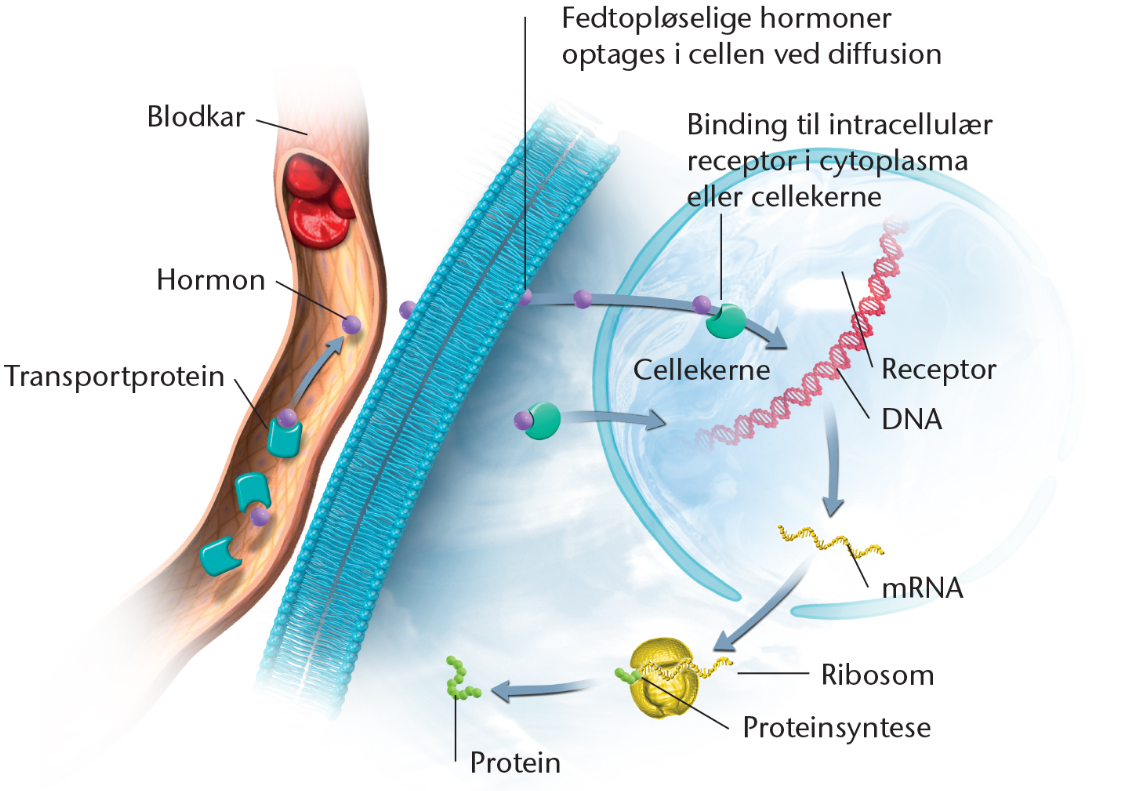 Fedtopløselige hormoner
optages i cellen ved diffusion
Blodkar
Binding til intracellulær
receptor i cytoplasma
eller cellekerne
Hormon
Transportprotein
Cellekerne
Receptor
DNA
mRNA
Ribosom
Proteinsyntese
Protein